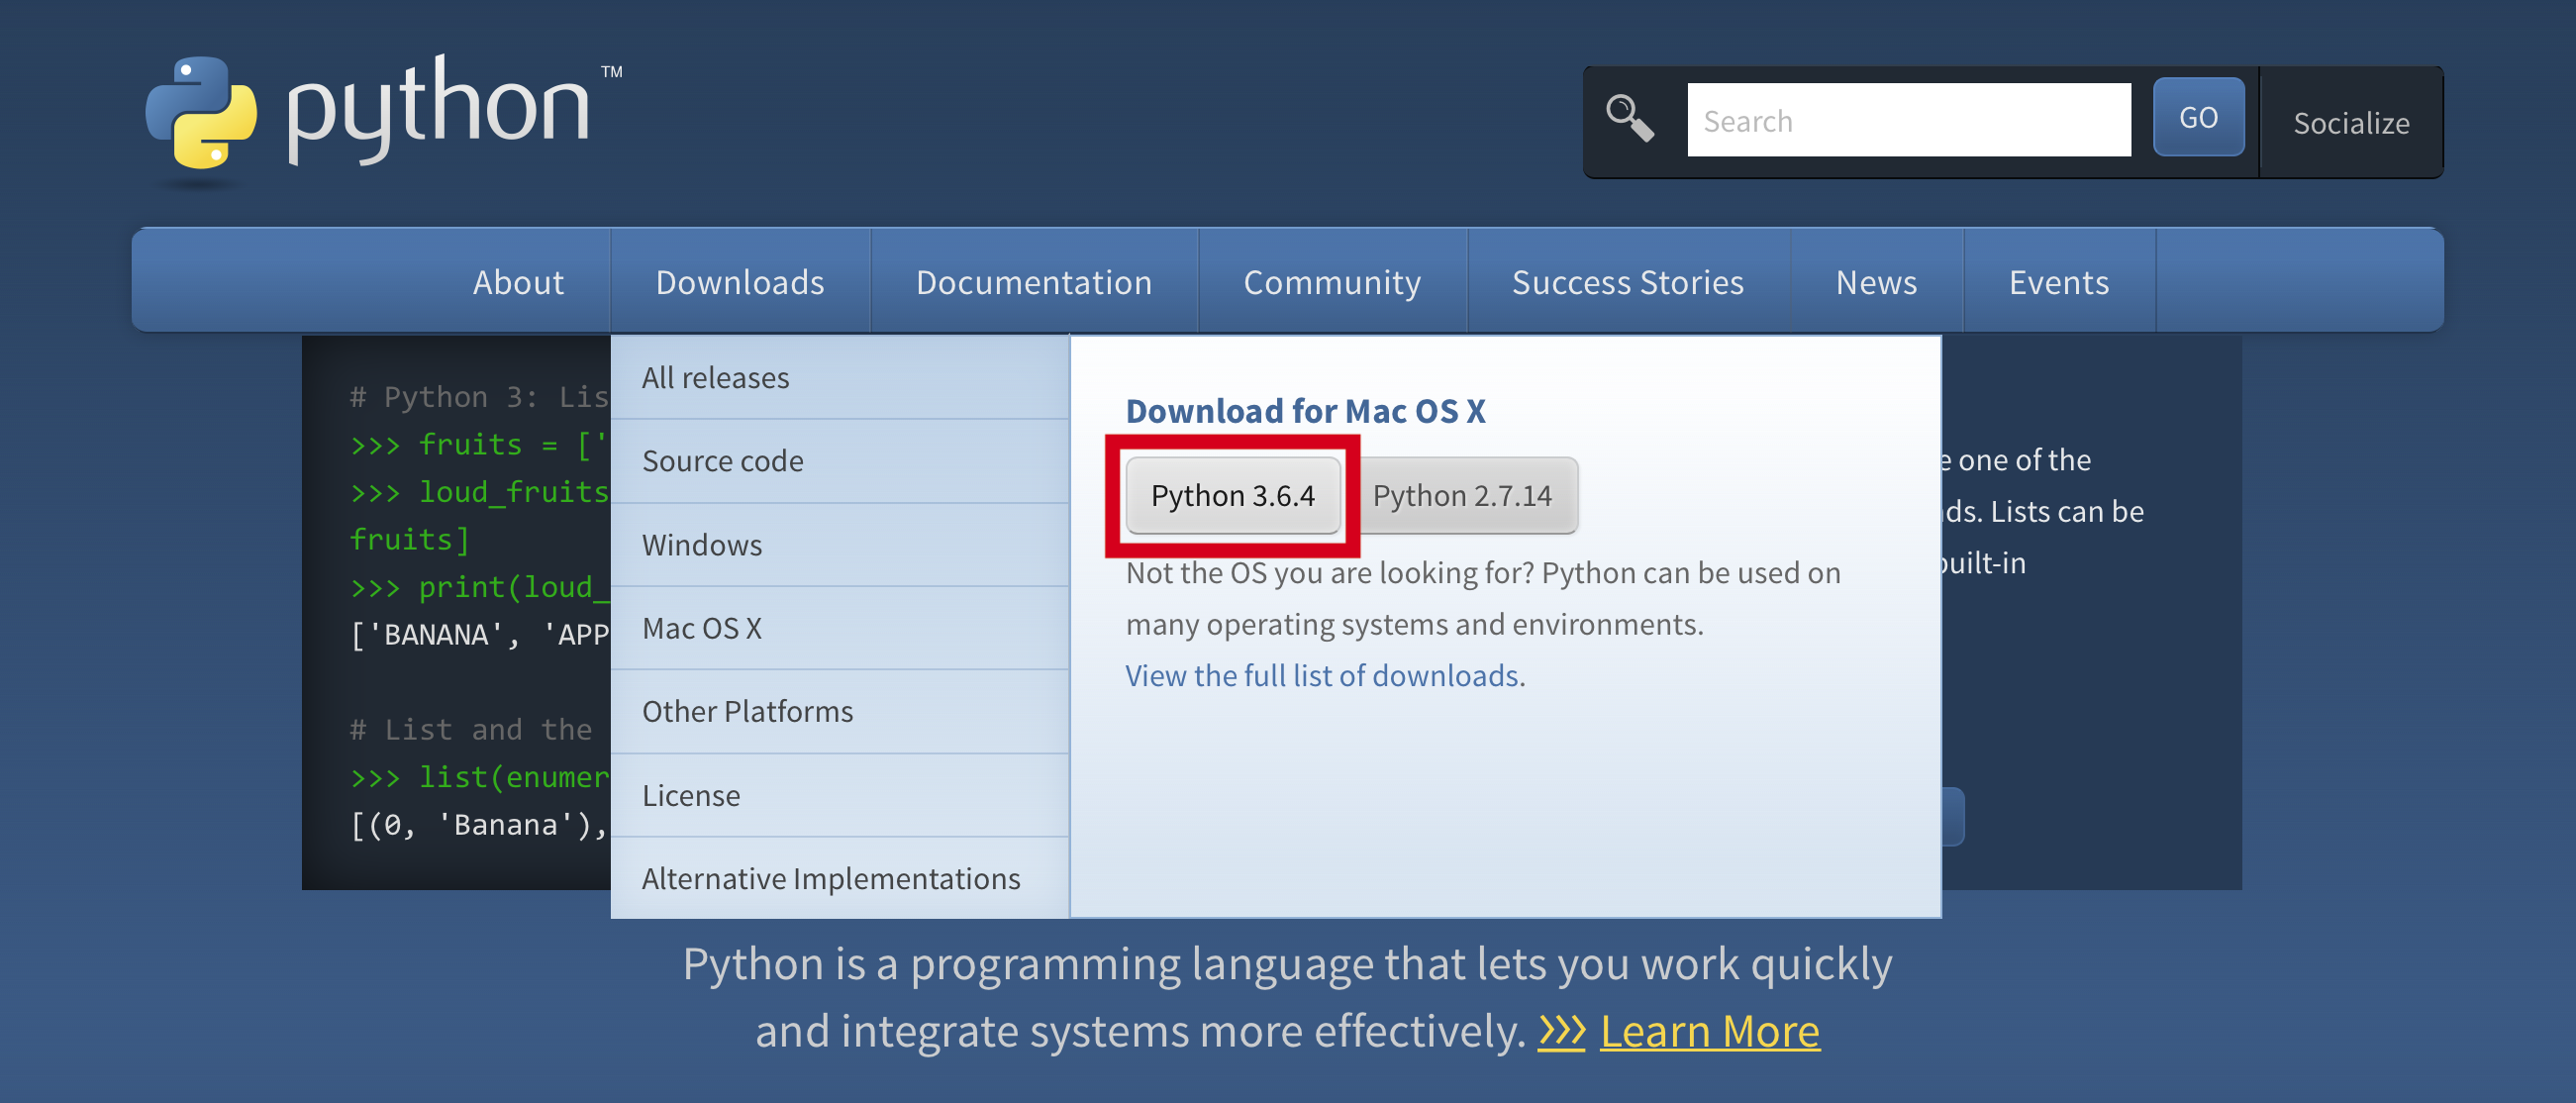 python™
Search
GO
Socialize
About
Downloads
Documentation
Community
Success Stories
News
Events
# Python 3: Lis
>>> fruits = ['
>>> loud_fruits
fruits]
>>> print(loud_
['BANANA', 'APP
# List and the
>>> list(enumer
[(0, 'Banana'),
All releases
Source code
Windows
Mac OS X
Other Platforms
License
Alternative Implementations
Download for Mac OS X
Python 3.6.4
Python 2.7.14
Not the OS you are looking for? Python can be used on
many operating systems and environments.
View the full list of downloads.
e one of the
ds. Lists can be
built-in
Python is a programming language that lets you work quickly
and integrate systems more effectively. >>> Learn More